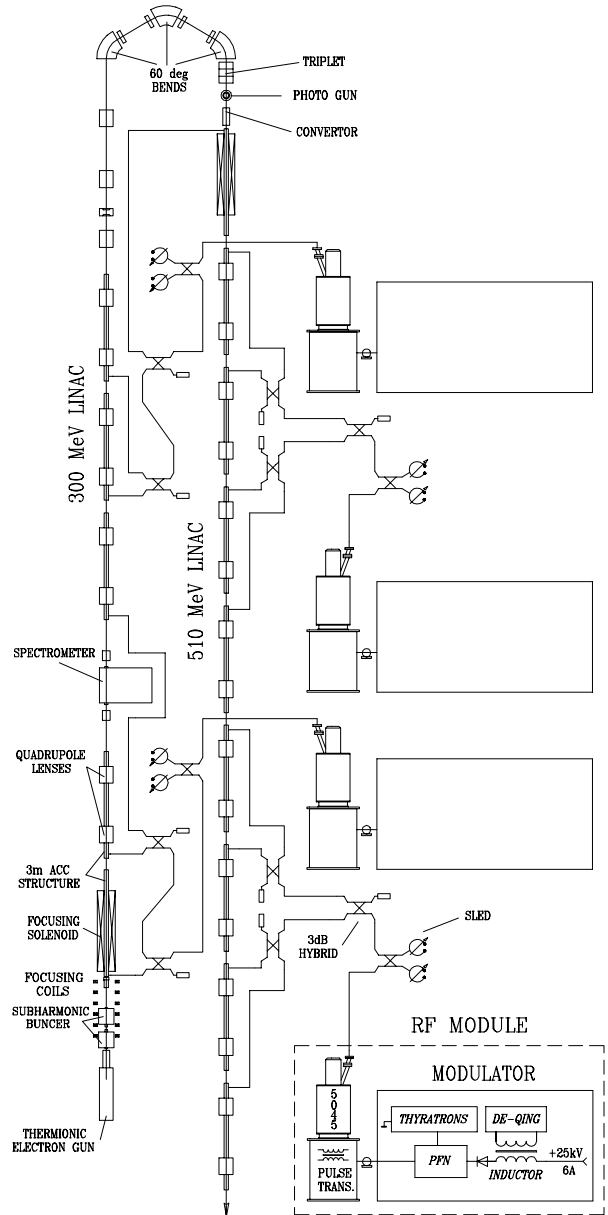 60 deg
BENDS
TRIPLET
PHOTO GUN
CONVERTOR
300 MeV LINAC
510 MeV LINAC
SPECTROMETER
QUADRUPOLE
LENSES
3m ACC
STRUCTURE
FOCUSING
SOLENOID
FOCUSING
COILS
SUBHARMONIC
BUNCER
THERMIONIC
ELECTRON GUN
3dB
HYBRID
SLED
RF MODULE
MODULATOR
5045
PULSE
TRANS.
THYRATRONS
DE-QING
PFN
INDUCTOR
+25kV
6A